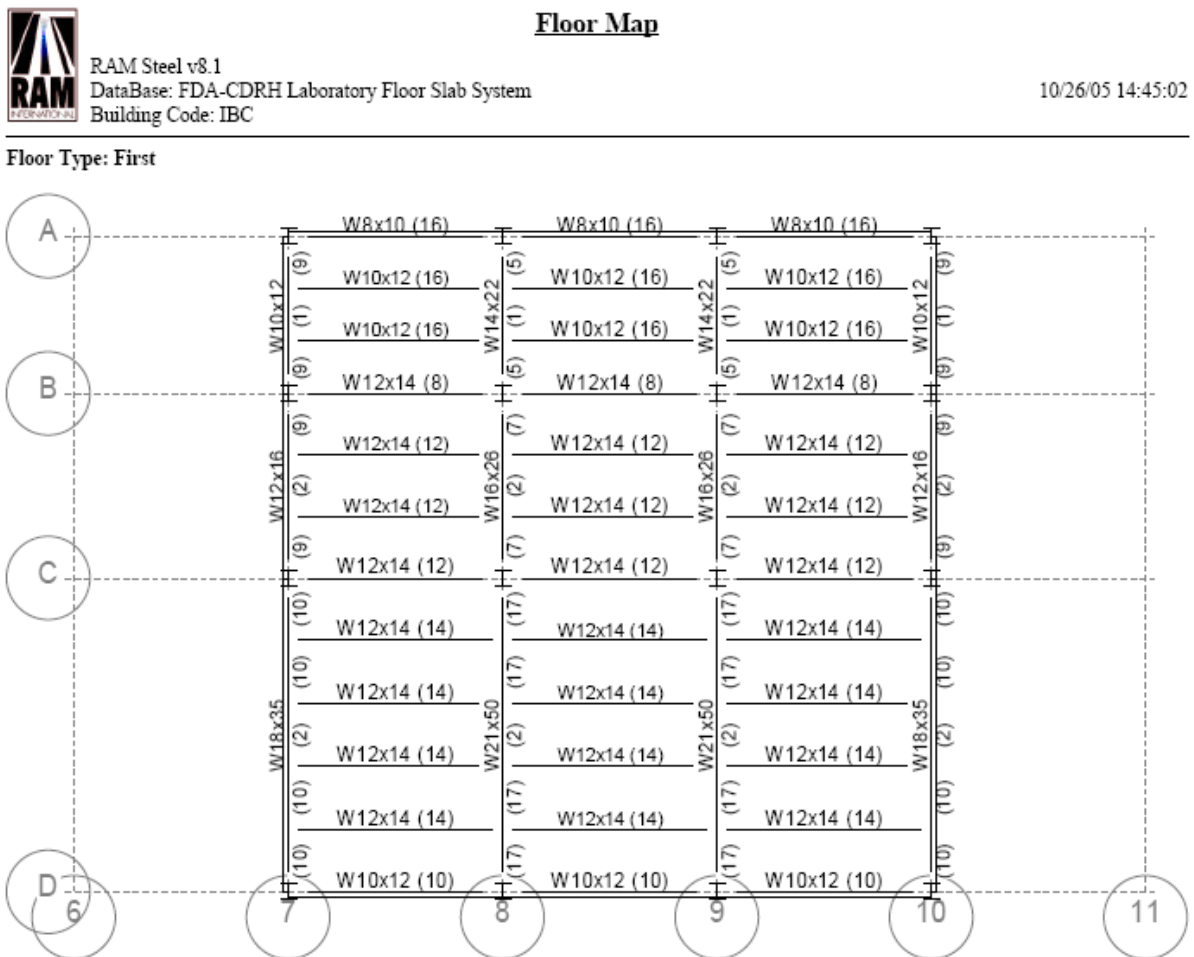 Floor Map
RAM
INTERNATIONAL
RAM Steel v8.1
DataBase: FDA-CDRH Laboratory Floor Slab System
10/26/05 14:45:02
Building Code: IBC
Floor Type: First
A
W8x10 (16) W8x10 (16) W8x10 (16)
(9) (5) (5) (9)
W10x12 (16) W10x12 (16) W10x12 (16)
W10x12 W14x22 W14x22 W10x12
(1) (1) (1) (1)
W10x12 (16) W10x12 (16) W10x12 (16)
(9) (5) (5) (9)
B
W12x14 (8) W12x14 (8) W12x14 (8)
(9) (7) (7) (9)
W12x14 (12) W12x14 (12) W12x14 (12)
W12x16 W16x26 W16x26 W12x16
(2) (2) (2) (2)
W12x14 (12) W12x14 (12) W12x14 (12)
(9) (7) (7) (9)
C
W12x14 (12) W12x14 (12) W12x14 (12)
(10) (17) (17) (10)
W12x14 (14) W12x14 (14) W12x14 (14)
(10) (17) (17) (10)
W12x14 (14) W12x14 (14) W12x14 (14)
W18x35 W21x50 W21x50 W18x35
(2) (2) (2) (2)
W12x14 (14) W12x14 (14) W12x14 (14)
(10) (17) (17) (10)
W12x14 (14) W12x14 (14) W12x14 (14)
(10) (17) (17) (10)
D
W10x12 (10) W10x12 (10) W10x12 (10)
6 7 8 9 10 11